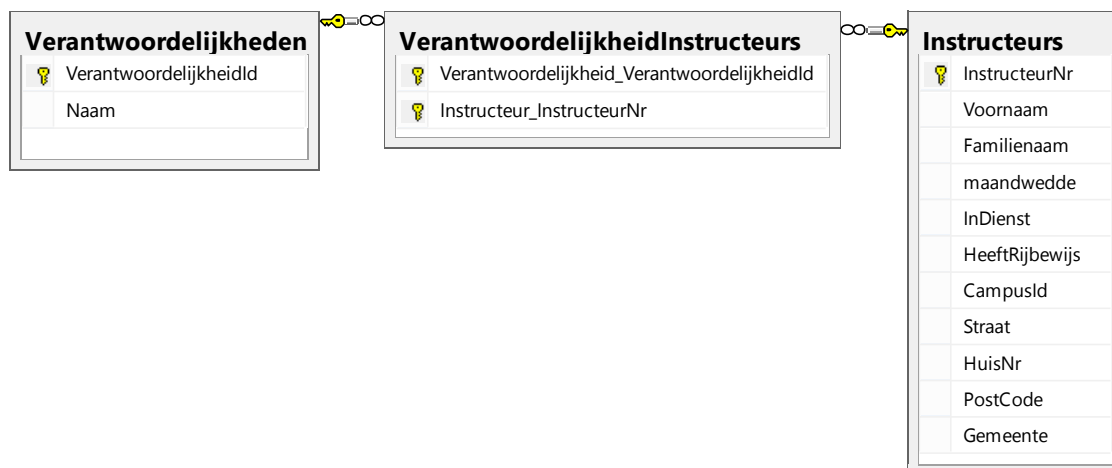 Verantwoordelijkheden
VerantwoordelijkheidId
Naam
VerantwoordelijkheidInstructeurs
Verantwoordelijkheid_VerantwoordelijkheidId
Instructeur_InstructeurNr
Instructeurs
InstructeurNr
Voornaam
Familienaam
maandwedde
InDienst
HeeftRijbewijs
CampusId
Straat
HuisNr
PostCode
Gemeente